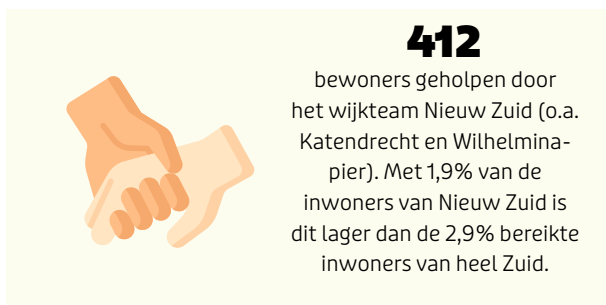 412
bewoners geholpen door
het wijkteam Nieuw Zuid (o.a.
Katendrecht en Wilhelmina-
pier). Met 1,9% van de
inwoners van Nieuw Zuid is
dit lager dan de 2,9% bereikte
inwoners van heel Zuid.